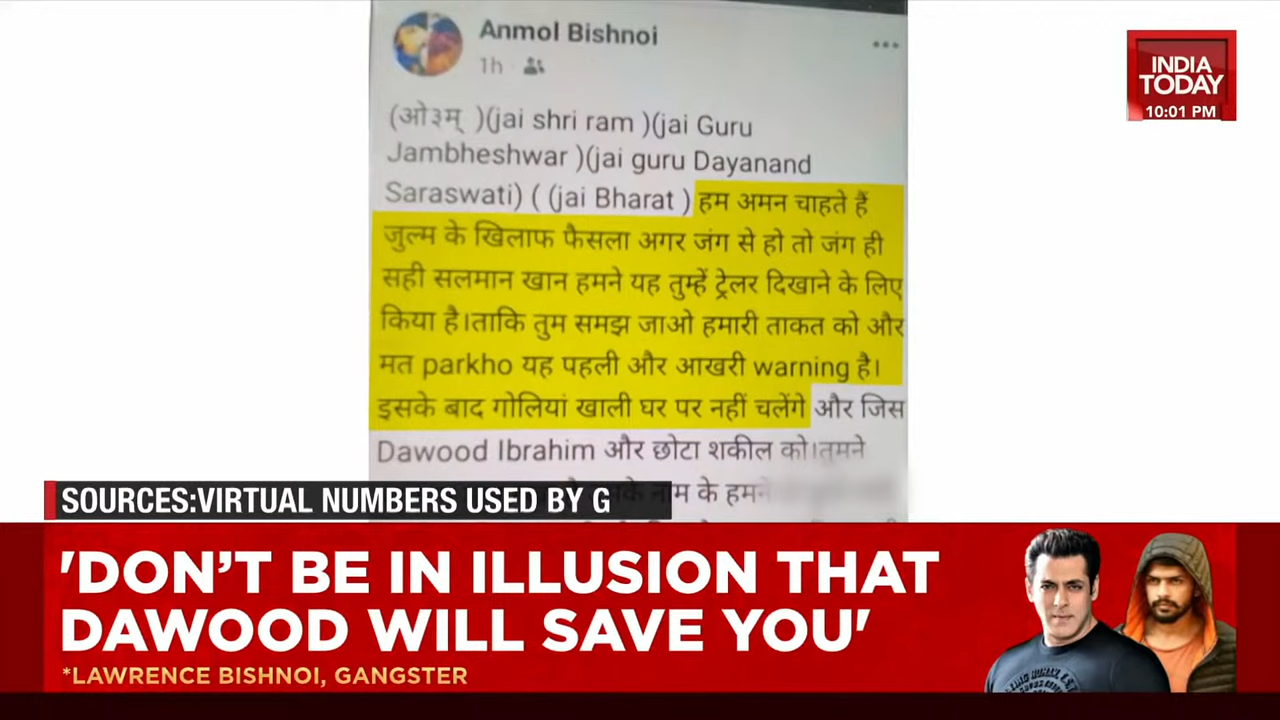 Anmol Bishnoi
1h
INDIA
TODAY
10:01 PM
(ओ३म् )(jai shri ram )(jai Guru
Jambheshwar )(jai guru Dayanand
Saraswati) ( (jai Bharat ) हम अमन चाहते हैं
जुल्म के खिलाफ फैसला अगर जंग से हो तो जंग ही
सही सलमान खान हमने यह तुम्हें ट्रेलर दिखाने के लिए
किया है।ताकि तुम समझ जाओ हमारी ताकत को और
मत parkho यह पहली और आखरी warning है।
इसके बाद गोलियां खाली घर पर नहीं चलेंगे और जिस
Dawood Ibrahim और छोटा शकील को।तुमने
नाम के हमने
SOURCES:VIRTUAL NUMBERS USED BY G
'DON'T BE IN ILLUSION THAT
DAWOOD WILL SAVE YOU'
*LAWRENCE BISHNOI, GANGSTER